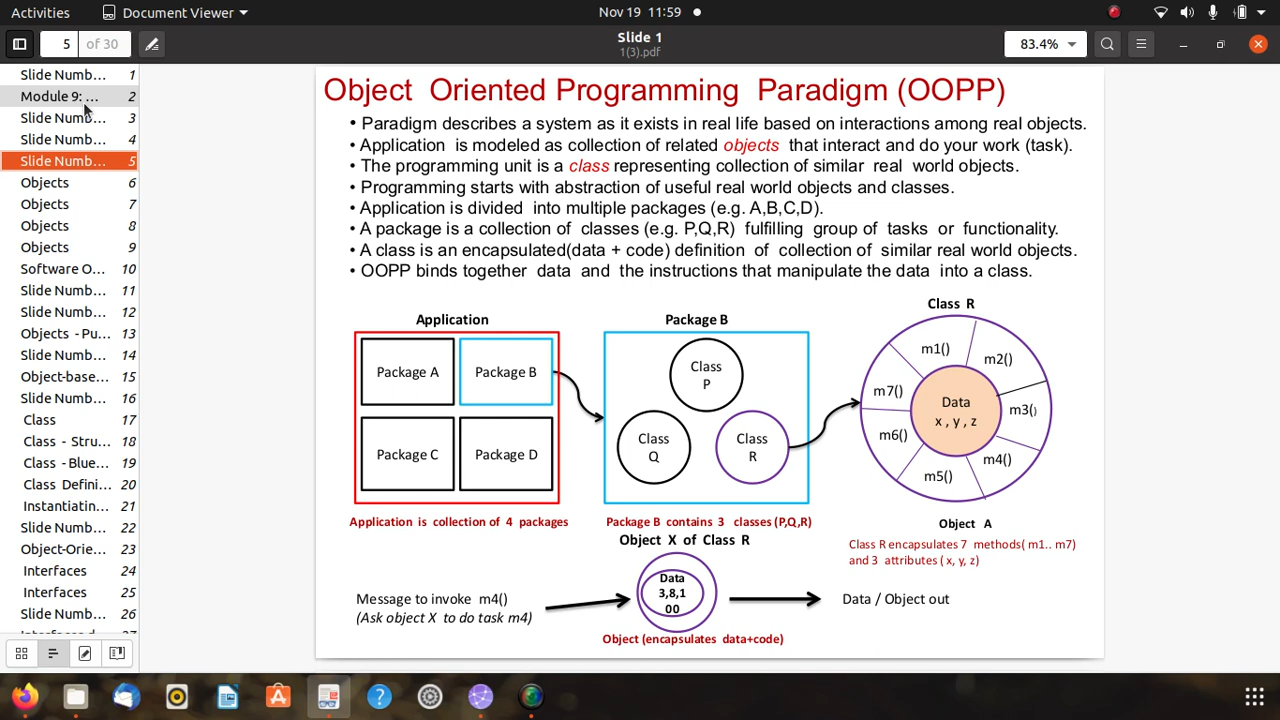 Activities
Document Viewer
Nov 19 11:59
5 of 30
Slide 1
1(3).pdf
83.4%
Slide Numb... 1
Module 9: ... 2
Slide Numb... 3
Slide Numb... 4
Slide Numb... 5
Objects 6
Objects 7
Objects 8
Objects 9
Software O... 10
Slide Numb... 11
Slide Numb... 12
Objects - Pu... 13
Slide Numb... 14
Object-base... 15
Slide Numb... 16
Class 17
Class - Stru... 18
Class - Blue... 19
Class Defini... 20
Instantiatin... 21
Slide Numb... 22
Object-Orie... 23
Interfaces 24
Interfaces 25
Slide Numb... 26
Object Oriented Programming Paradigm (OOPP)
• Paradigm describes a system as it exists in real life based on interactions among real objects.
• Application is modeled as collection of related objects that interact and do your work (task).
• The programming unit is a class representing collection of similar real world objects.
• Programming starts with abstraction of useful real world objects and classes.
• Application is divided into multiple packages (e.g. A,B,C,D).
• A package is a collection of classes (e.g. P,Q,R) fulfilling group of tasks or functionality.
• A class is an encapsulated(data + code) definition of collection of similar real world objects.
• OOPP binds together data and the instructions that manipulate the data into a class.
Application
Package A
Package B
Package C
Package D
Application is collection of 4 packages
Package B
Class
P
Class
Q
Class
R
Package B contains 3 classes (P,Q,R)
Class R
m1()
m2()
m3()
m4()
m5()
m6()
m7()
Data
x , y , z
Object A
Class R encapsulates 7 methods( m1.. m7)
and 3 attributes ( x, y, z)
Object X of Class R
Message to invoke m4()
(Ask object X to do task m4)
Data
3,8,1
00
Data / Object out
Object (encapsulates data+code)